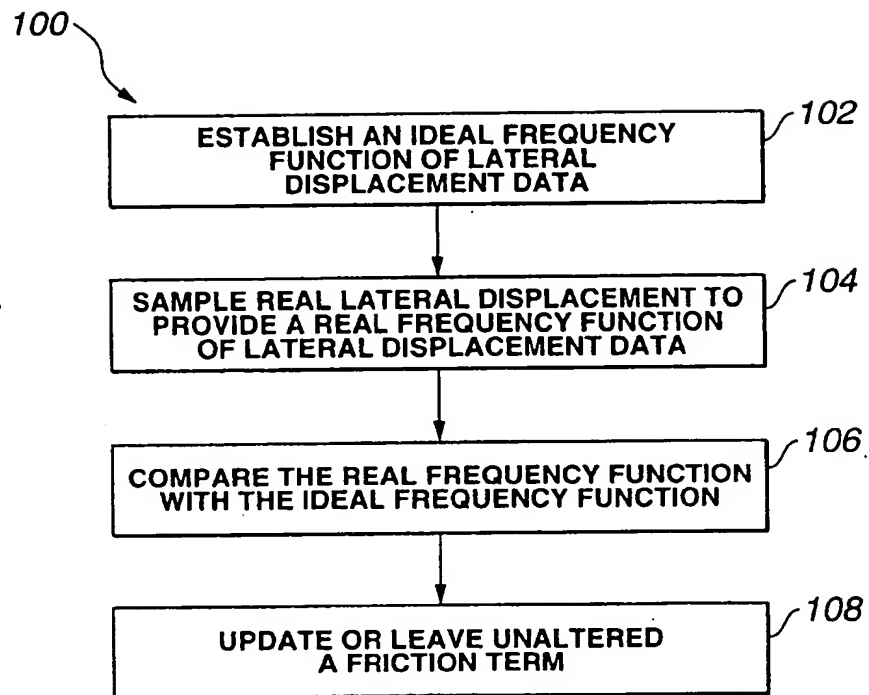 100
102
ESTABLISH AN IDEAL FREQUENCY
FUNCTION OF LATERAL
DISPLACEMENT DATA
104
SAMPLE REAL LATERAL DISPLACEMENT TO
PROVIDE A REAL FREQUENCY FUNCTION
OF LATERAL DISPLACEMENT DATA
106
COMPARE THE REAL FREQUENCY FUNCTION
WITH THE IDEAL FREQUENCY FUNCTION
108
UPDATE OR LEAVE UNALTERED
A FRICTION TERM